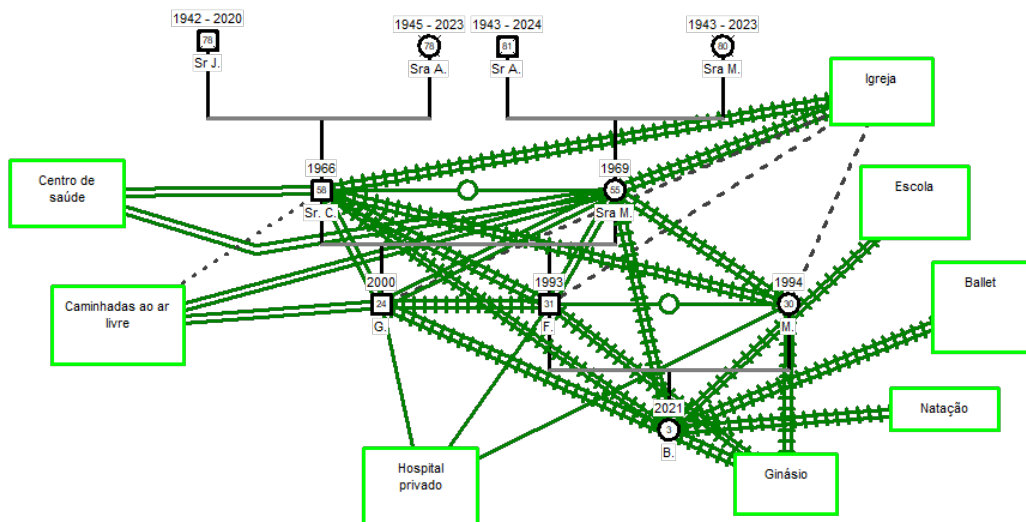 1942 - 2020
1945 - 2023
1943 - 2024
1943 - 2023
78
78
81
80
Sr J.
Sra A.
Sr A.
Sra M.
Igreja
1966
1969
Centro de
saúde
Escola
58
55
Sr. C.
Sra M.
2000
1993
1994
Ballet
Caminhadas ao ar
livre
24
31
30
G.
F.
M.
2021
Natação
3
B.
Hospital
privado
Ginásio